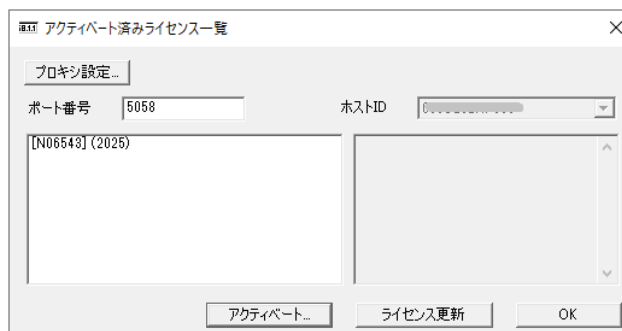 アクティベート済みライセンス一覧
プロキシ設定...
ポート番号 5058 ホストID
[N06543] (2025)
アクティベート... ライセンス更新 OK